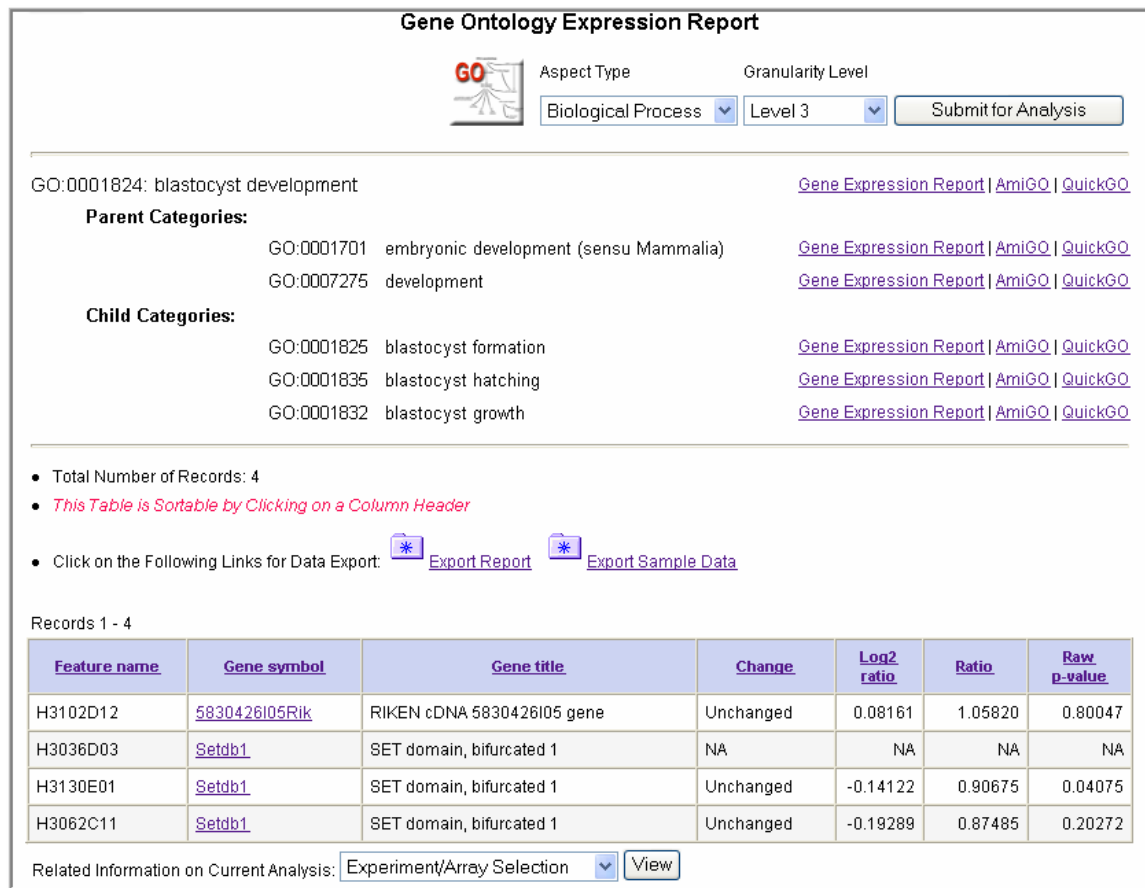 Gene Ontology Expression Report
GO
Aspect Type Granularity Level
Biological Process Level 3 Submit for Analysis
GO:0001824: blastocyst development Gene Expression Report | AmiGO | QuickGO
Parent Categories:
GO:0001701 embryonic development (sensu Mammalia) Gene Expression Report | AmiGO | QuickGO
GO:0007275 development Gene Expression Report | AmiGO | QuickGO
Child Categories:
GO:0001825 blastocyst formation Gene Expression Report | AmiGO | QuickGO
GO:0001835 blastocyst hatching Gene Expression Report | AmiGO | QuickGO
GO:0001832 blastocyst growth Gene Expression Report | AmiGO | QuickGO
• Total Number of Records: 4
• This Table is Sortable by Clicking on a Column Header
• Click on the Following Links for Data Export: Export Report Export Sample Data
Records 1 - 4
Feature name Gene symbol Gene title Change Log2 ratio Ratio Raw p-value
H3102D12 5830426I05Rik RIKEN cDNA 5830426I05 gene Unchanged 0.08161 1.05820 0.80047
H3036D03 Setdb1 SET domain, bifurcated 1 NA NA NA NA
H3130E01 Setdb1 SET domain, bifurcated 1 Unchanged -0.14122 0.90675 0.04075
H3062C11 Setdb1 SET domain, bifurcated 1 Unchanged -0.19289 0.87485 0.20272
Related Information on Current Analysis: Experiment/Array Selection View